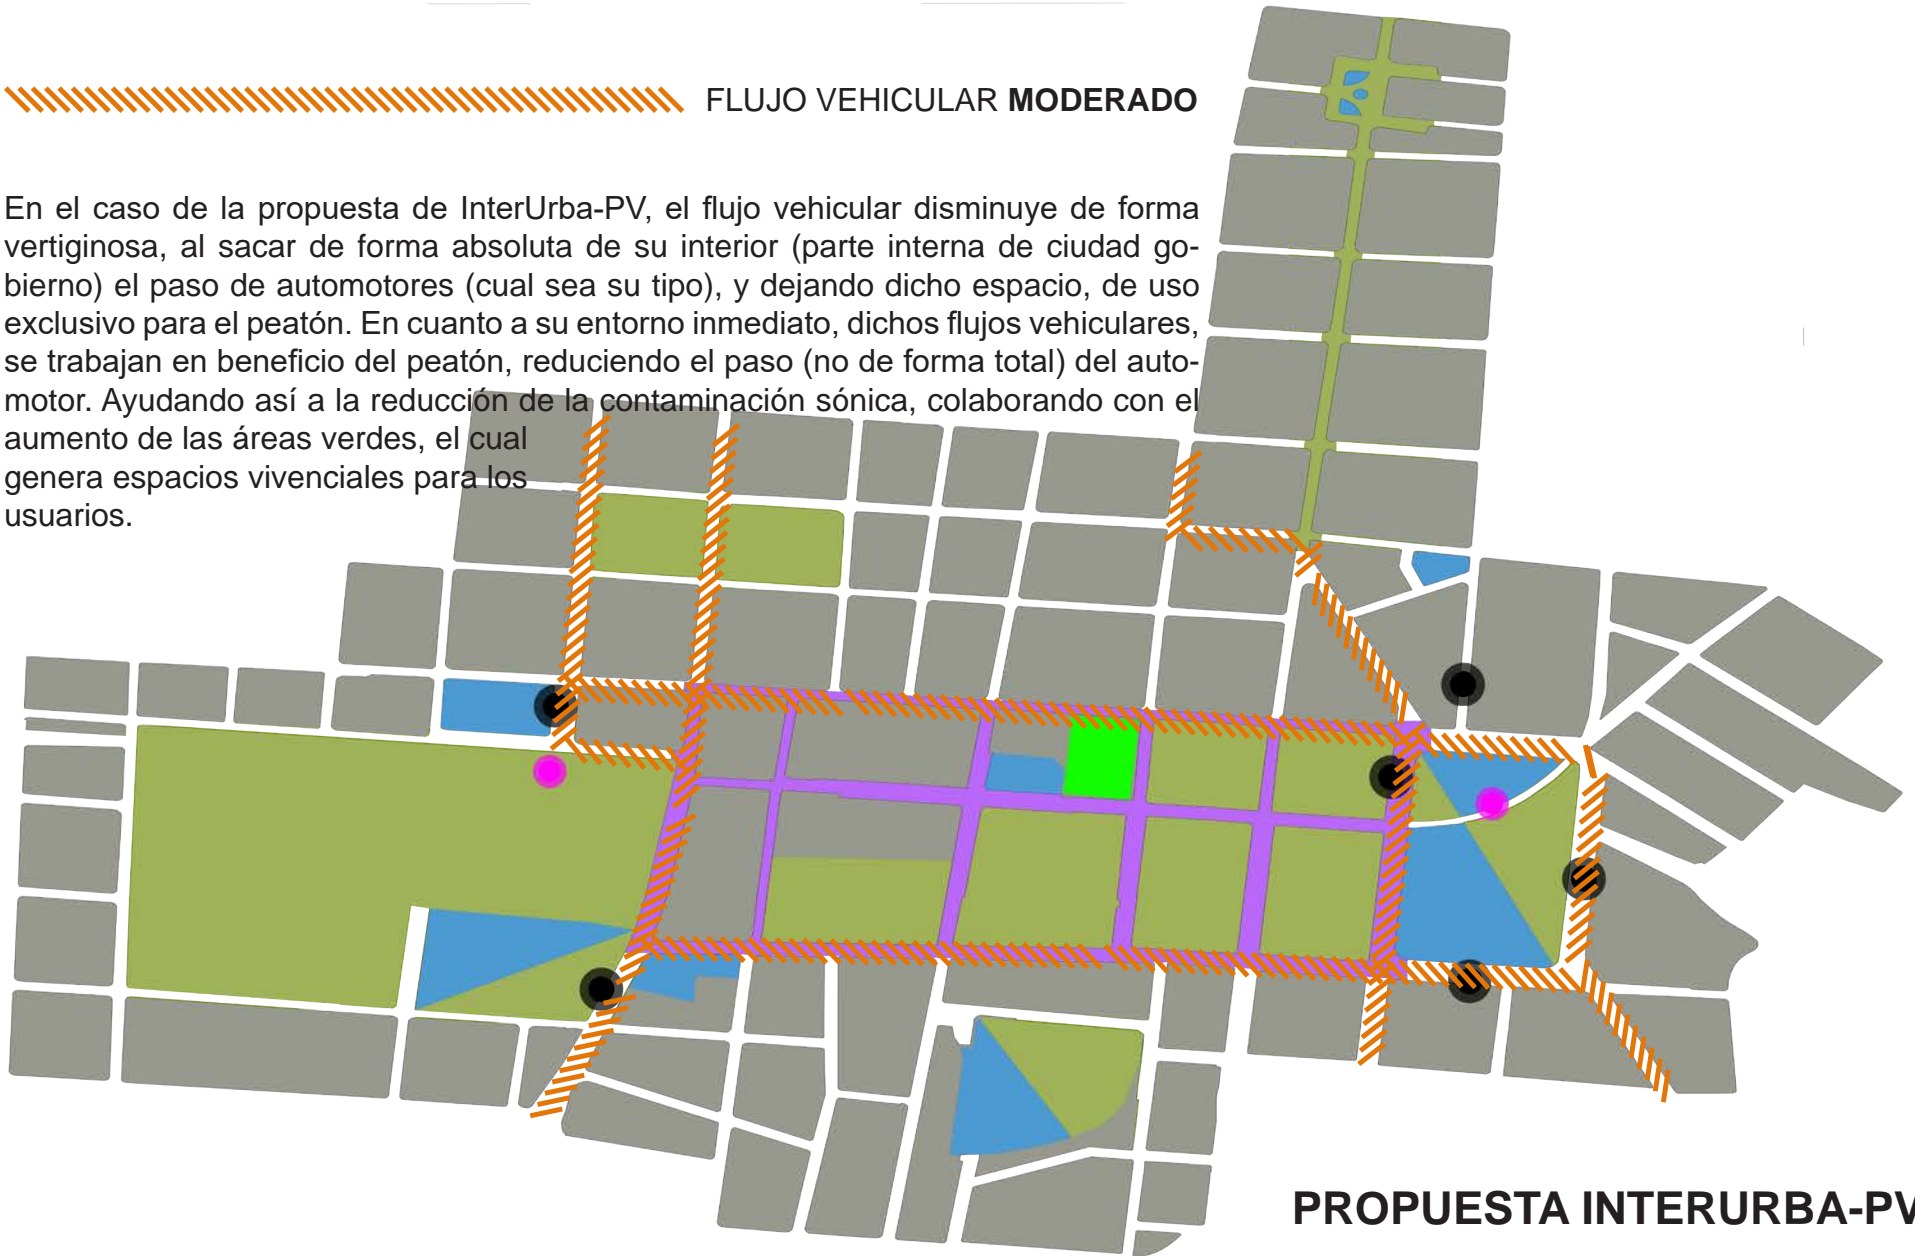 FLUJO VEHICULAR MODERADO
En el caso de la propuesta de InterUrba-PV, el flujo vehicular disminuye de forma
vertiginosa, al sacar de forma absoluta de su interior (parte interna de ciudad go-
bierno) el paso de automotores (cual sea su tipo), y dejando dicho espacio, de uso
exclusivo para el peatón. En cuanto a su entorno inmediato, dichos flujos vehiculares,
se trabajan en beneficio del peatón, reduciendo el paso (no de forma total) del auto-
motor. Ayudando así a la reducción de la contaminación sónica, colaborando con el
aumento de las áreas verdes, el cual
genera espacios vivenciales para los
usuarios.
PROPUESTA INTERURBA-PV